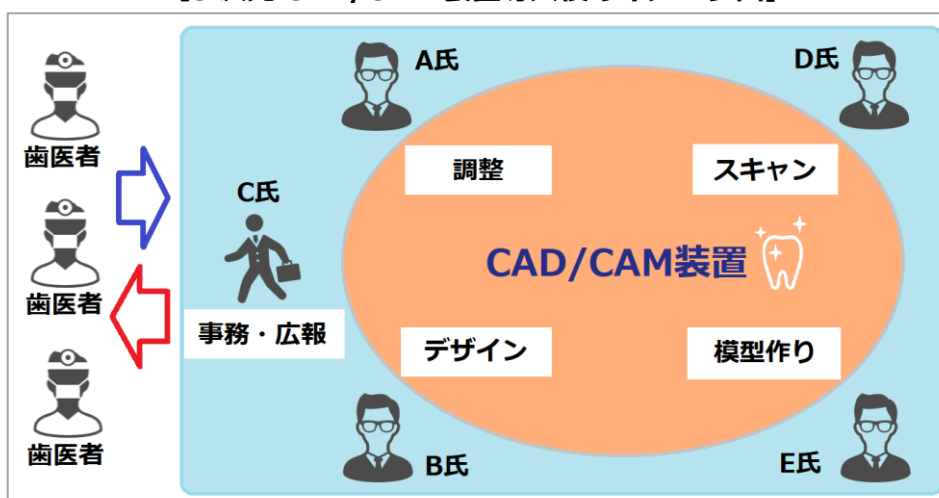 A氏
D氏
歯医者
調整
スキャン
C氏
CAD/CAM装置
歯医者
事務・広報
デザイン
模型作り
歯医者
B氏
E氏